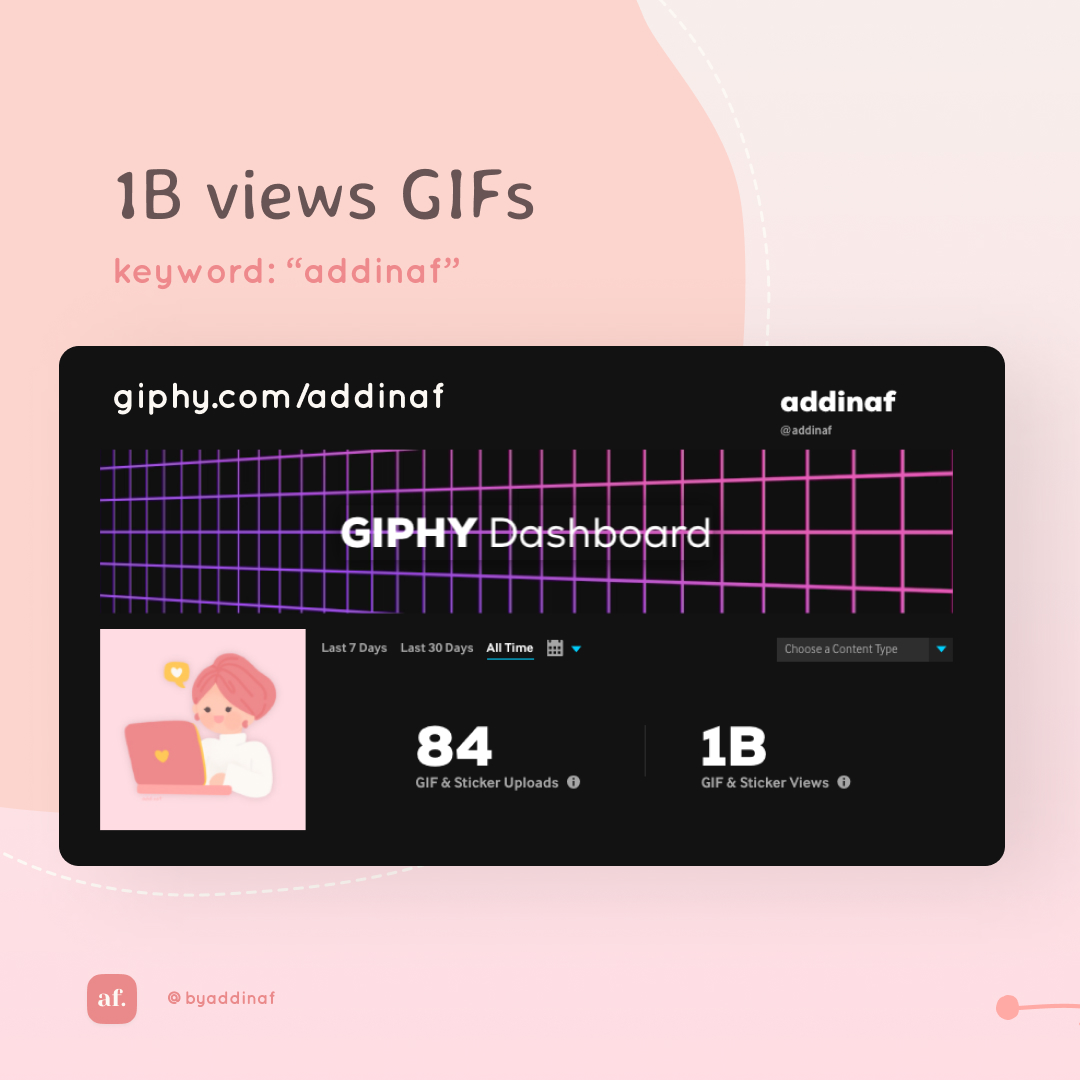 1B views GIFs
keyword: “addinaf”
giphy.com/addinaf
addinaf
@addinaf
GIPHY Dashboard
Last 7 Days Last 30 Days All Time
Choose a Content Type
84
GIF & Sticker Uploads
1B
GIF & Sticker Views
af.
@byaddinaf